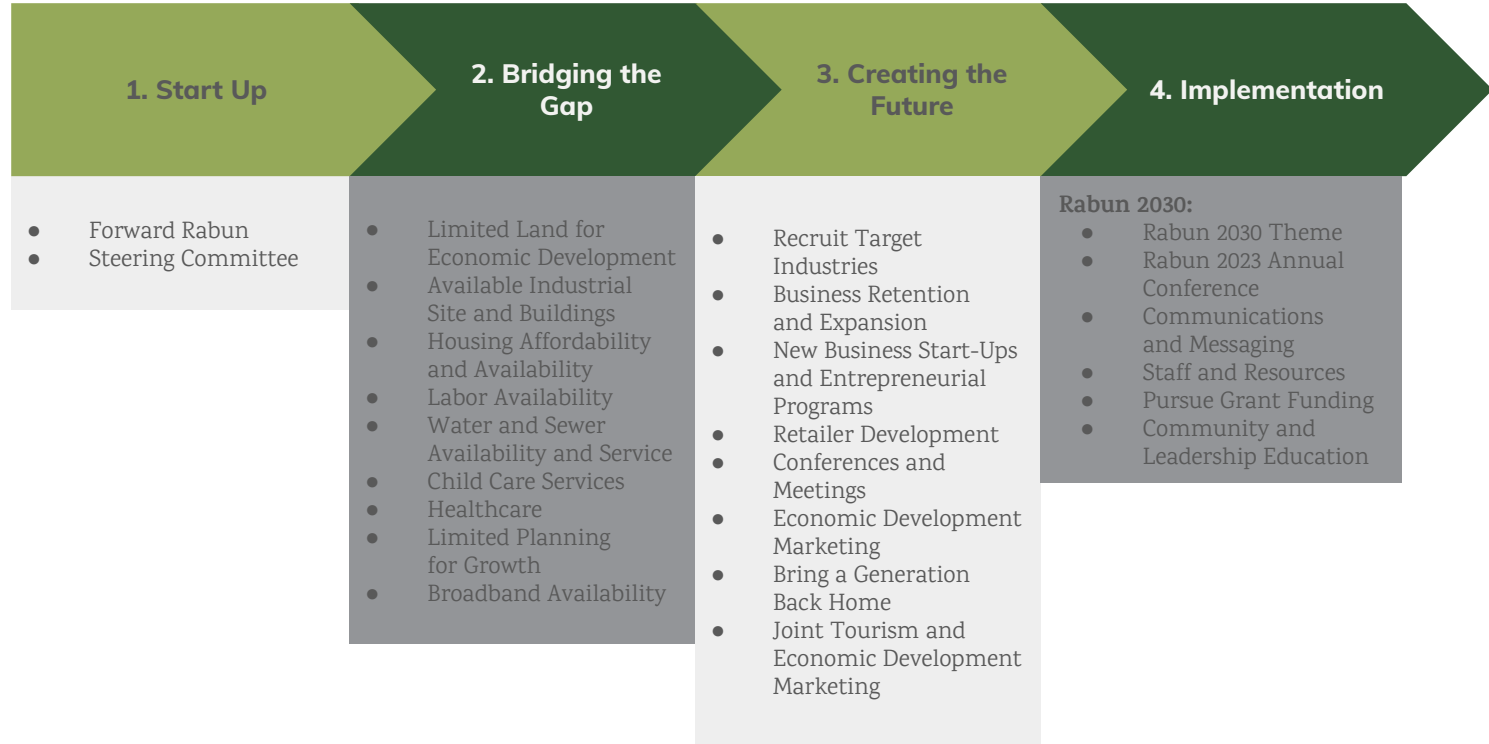 1. Start Up
● Forward Rabun
● Steering Committee
2. Bridging the
Gap
● Limited Land for
Economic Development
● Available Industrial
Site and Buildings
● Housing Affordability
and Availability
● Labor Availability
● Water and Sewer
Availability and Service
● Child Care Services
● Healthcare
● Limited Planning
for Growth
● Broadband Availability
3. Creating the
Future
● Recruit Target
Industries
● Business Retention
and Expansion
● New Business Start-Ups
and Entrepreneurial
Programs
● Retailer Development
● Conferences and
Meetings
● Economic Development
Marketing
● Bring a Generation
Back Home
● Joint Tourism and
Economic Development
Marketing
4. Implementation
Rabun 2030:
● Rabun 2030 Theme
● Rabun 2023 Annual
Conference
● Communications
and Messaging
● Staff and Resources
● Pursue Grant Funding
● Community and
Leadership Education